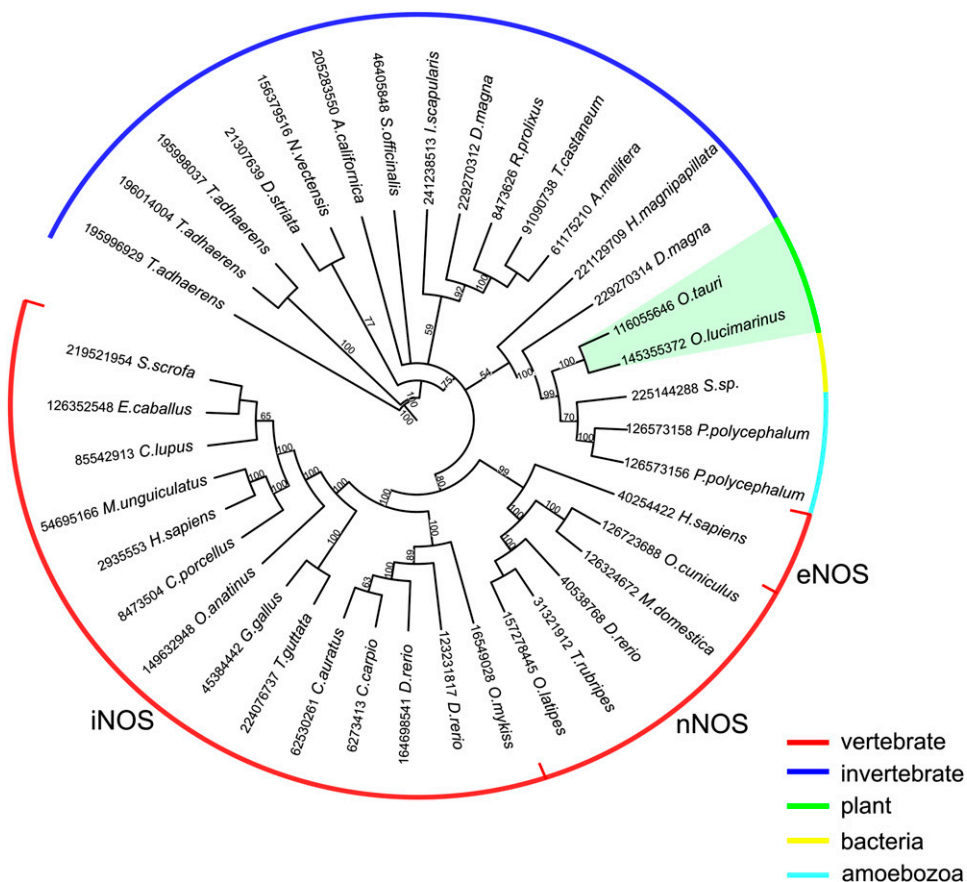 195996929 T.adhaerens
196014004 T.adhaerens
195998037 T.adhaerens
21307639 D.striata
156379516 N.vectensis
205283550 A.californica
46405848 S.officinalis
241238513 I.scapularis
229270312 D.magna
8473626 R.prolixus
91090738 T.castaneum
61175210 A.mellifera
221129709 H.magnipapillata
229270314 D.magna
116055646 O.tauri
145355372 O.lucimarinus
225144288 S.sp.
126573158 P.polycephalum
126573156 P.polycephalum
40254422 H.sapiens
126723688 O.cuniculus
126324672 M.domestica
40538768 D.rerio
31321912 T.rubripes
157278445 O.latipes
16549028 O.mykiss
123231817 D.rerio
164698541 D.rerio
6273413 C.carpio
62530261 C.auratus
224076737 T.guttata
45384442 G.gallus
149632948 O.anatinus
8473504 C.porcellus
2935553 H.sapiens
54695166 M.unguiculatus
85542913 C.lupus
126352548 E.caballus
219521954 S.scrofa
100
100
100
77
75
59
92
100
54
100
99
100
70
100
80
99
100
100
100
100
100
100
89
100
63
100
100
100
100
100
100
100
65
eNOS
nNOS
iNOS
vertebrate
invertebrate
plant
bacteria
amoebozoa